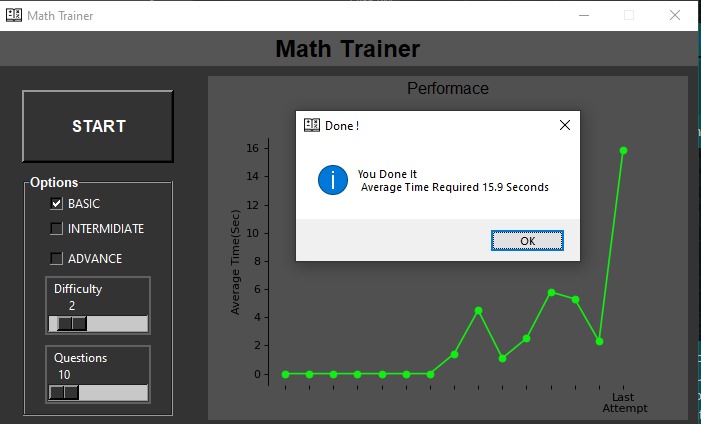 Math Trainer
Math Trainer
START
Options
BASIC
INTERMIDIATE
ADVANCE
Difficulty
2
Questions
10
Performace
Average Time(Sec)
16
14
12
10
8
6
4
2
0
Last
Attempt
Done !
You Done It
Average Time Required 15.9 Seconds
OK